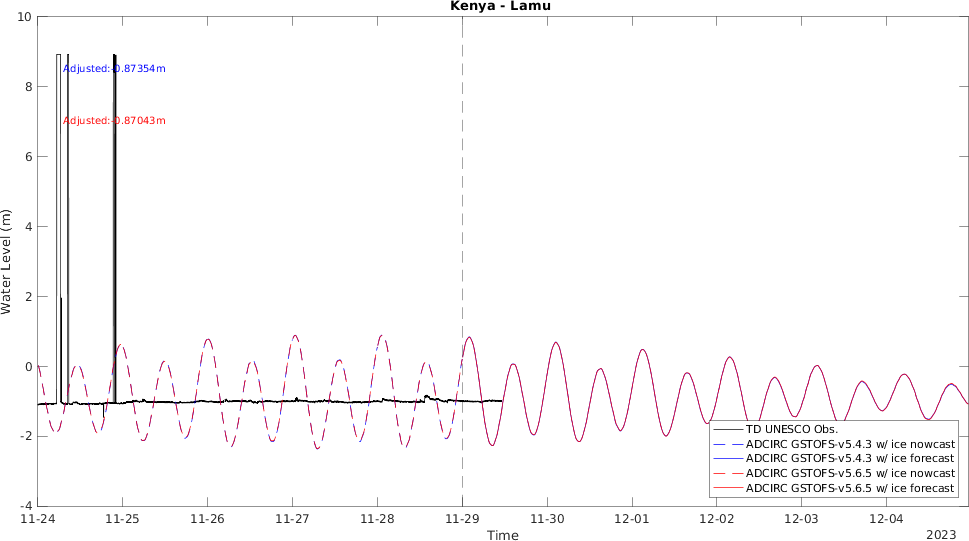 Kenya - Lamu
10
8
6
4
2
0
-2
-4
Water Level (m)
Adjusted:-0.87354m
Adjusted:-0.87043m
TD UNESCO Obs.
ADCIRC GSTOFS-v5.4.3 w/ ice nowcast
ADCIRC GSTOFS-v5.4.3 w/ ice forecast
ADCIRC GSTOFS-v5.6.5 w/ ice nowcast
ADCIRC GSTOFS-v5.6.5 w/ ice forecast
11-24 11-25 11-26 11-27 11-28 11-29 11-30 12-01 12-02 12-03 12-04
Time
2023